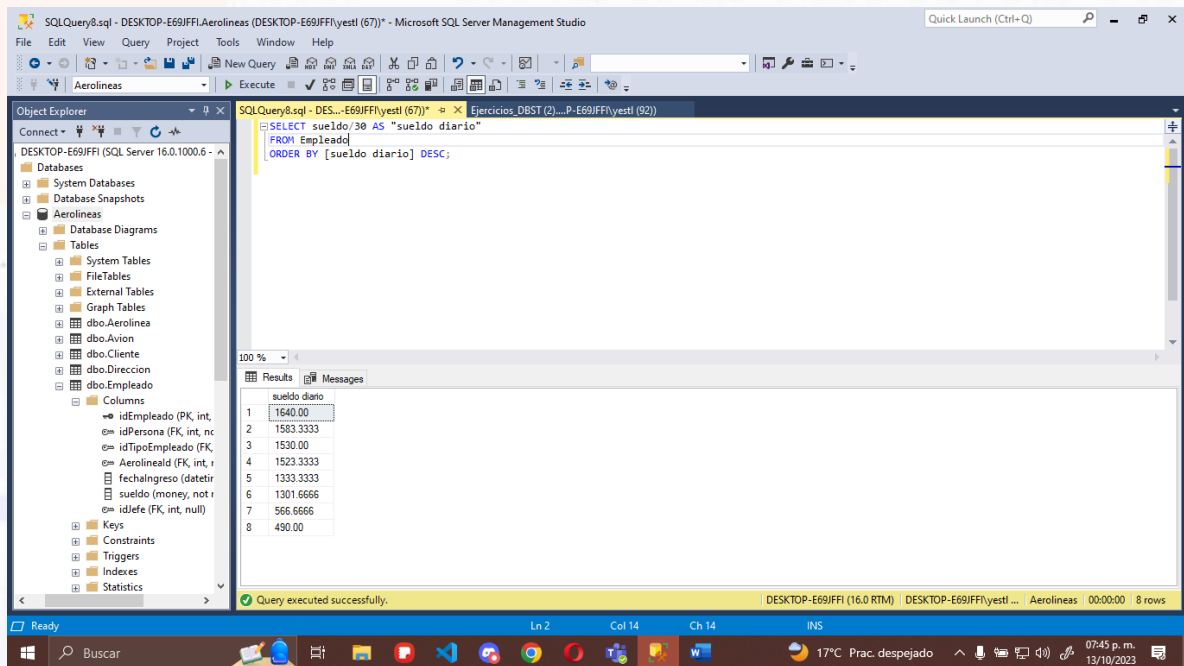 SQLQuery8.sql - DESKTOP-E69JFFI.Aerolineas (DESKTOP-E69JFFI\yestl (67))* - Microsoft SQL Server Management Studio
Quick Launch (Ctrl+Q)
File Edit View Query Project Tools Window Help
New Query
Aerolineas
Execute
Object Explorer
SQLQuery8.sql - DES...-E69JFFI\yestl (67))*
Ejercicios_DBST (2)....P-E69JFFI\yestl (92))
Connect
DESKTOP-E69JFFI (SQL Server 16.0.1000.6 -
Databases
System Databases
Database Snapshots
Aerolineas
Database Diagrams
Tables
System Tables
FileTables
External Tables
Graph Tables
dbo.Aerolinea
dbo.Avion
dbo.Cliente
dbo.Direccion
dbo.Empleado
Columns
idEmpleado (PK, int,
idPersona (FK, int, no
idTipoEmpleado (FK,
AerolineaId (FK, int, r
fechaIngreso (datetir
sueldo (money, not r
idJefe (FK, int, null)
Keys
Constraints
Triggers
Indexes
Statistics
SELECT sueldo/30 AS "sueldo diario"
FROM Empleado
ORDER BY [sueldo diario] DESC;
100 %
Results Messages
sueldo diario
1 1640.00
2 1583.3333
3 1530.00
4 1523.3333
5 1333.3333
6 1301.6666
7 566.6666
8 490.00
Query executed successfully.
DESKTOP-E69JFFI (16.0 RTM) DESKTOP-E69JFFI\yestl ... Aerolineas 00:00:00 8 rows
Ready Ln 2 Col 14 Ch 14 INS
Buscar
17°C Prac. despejado
07:45 p. m.
13/10/2023